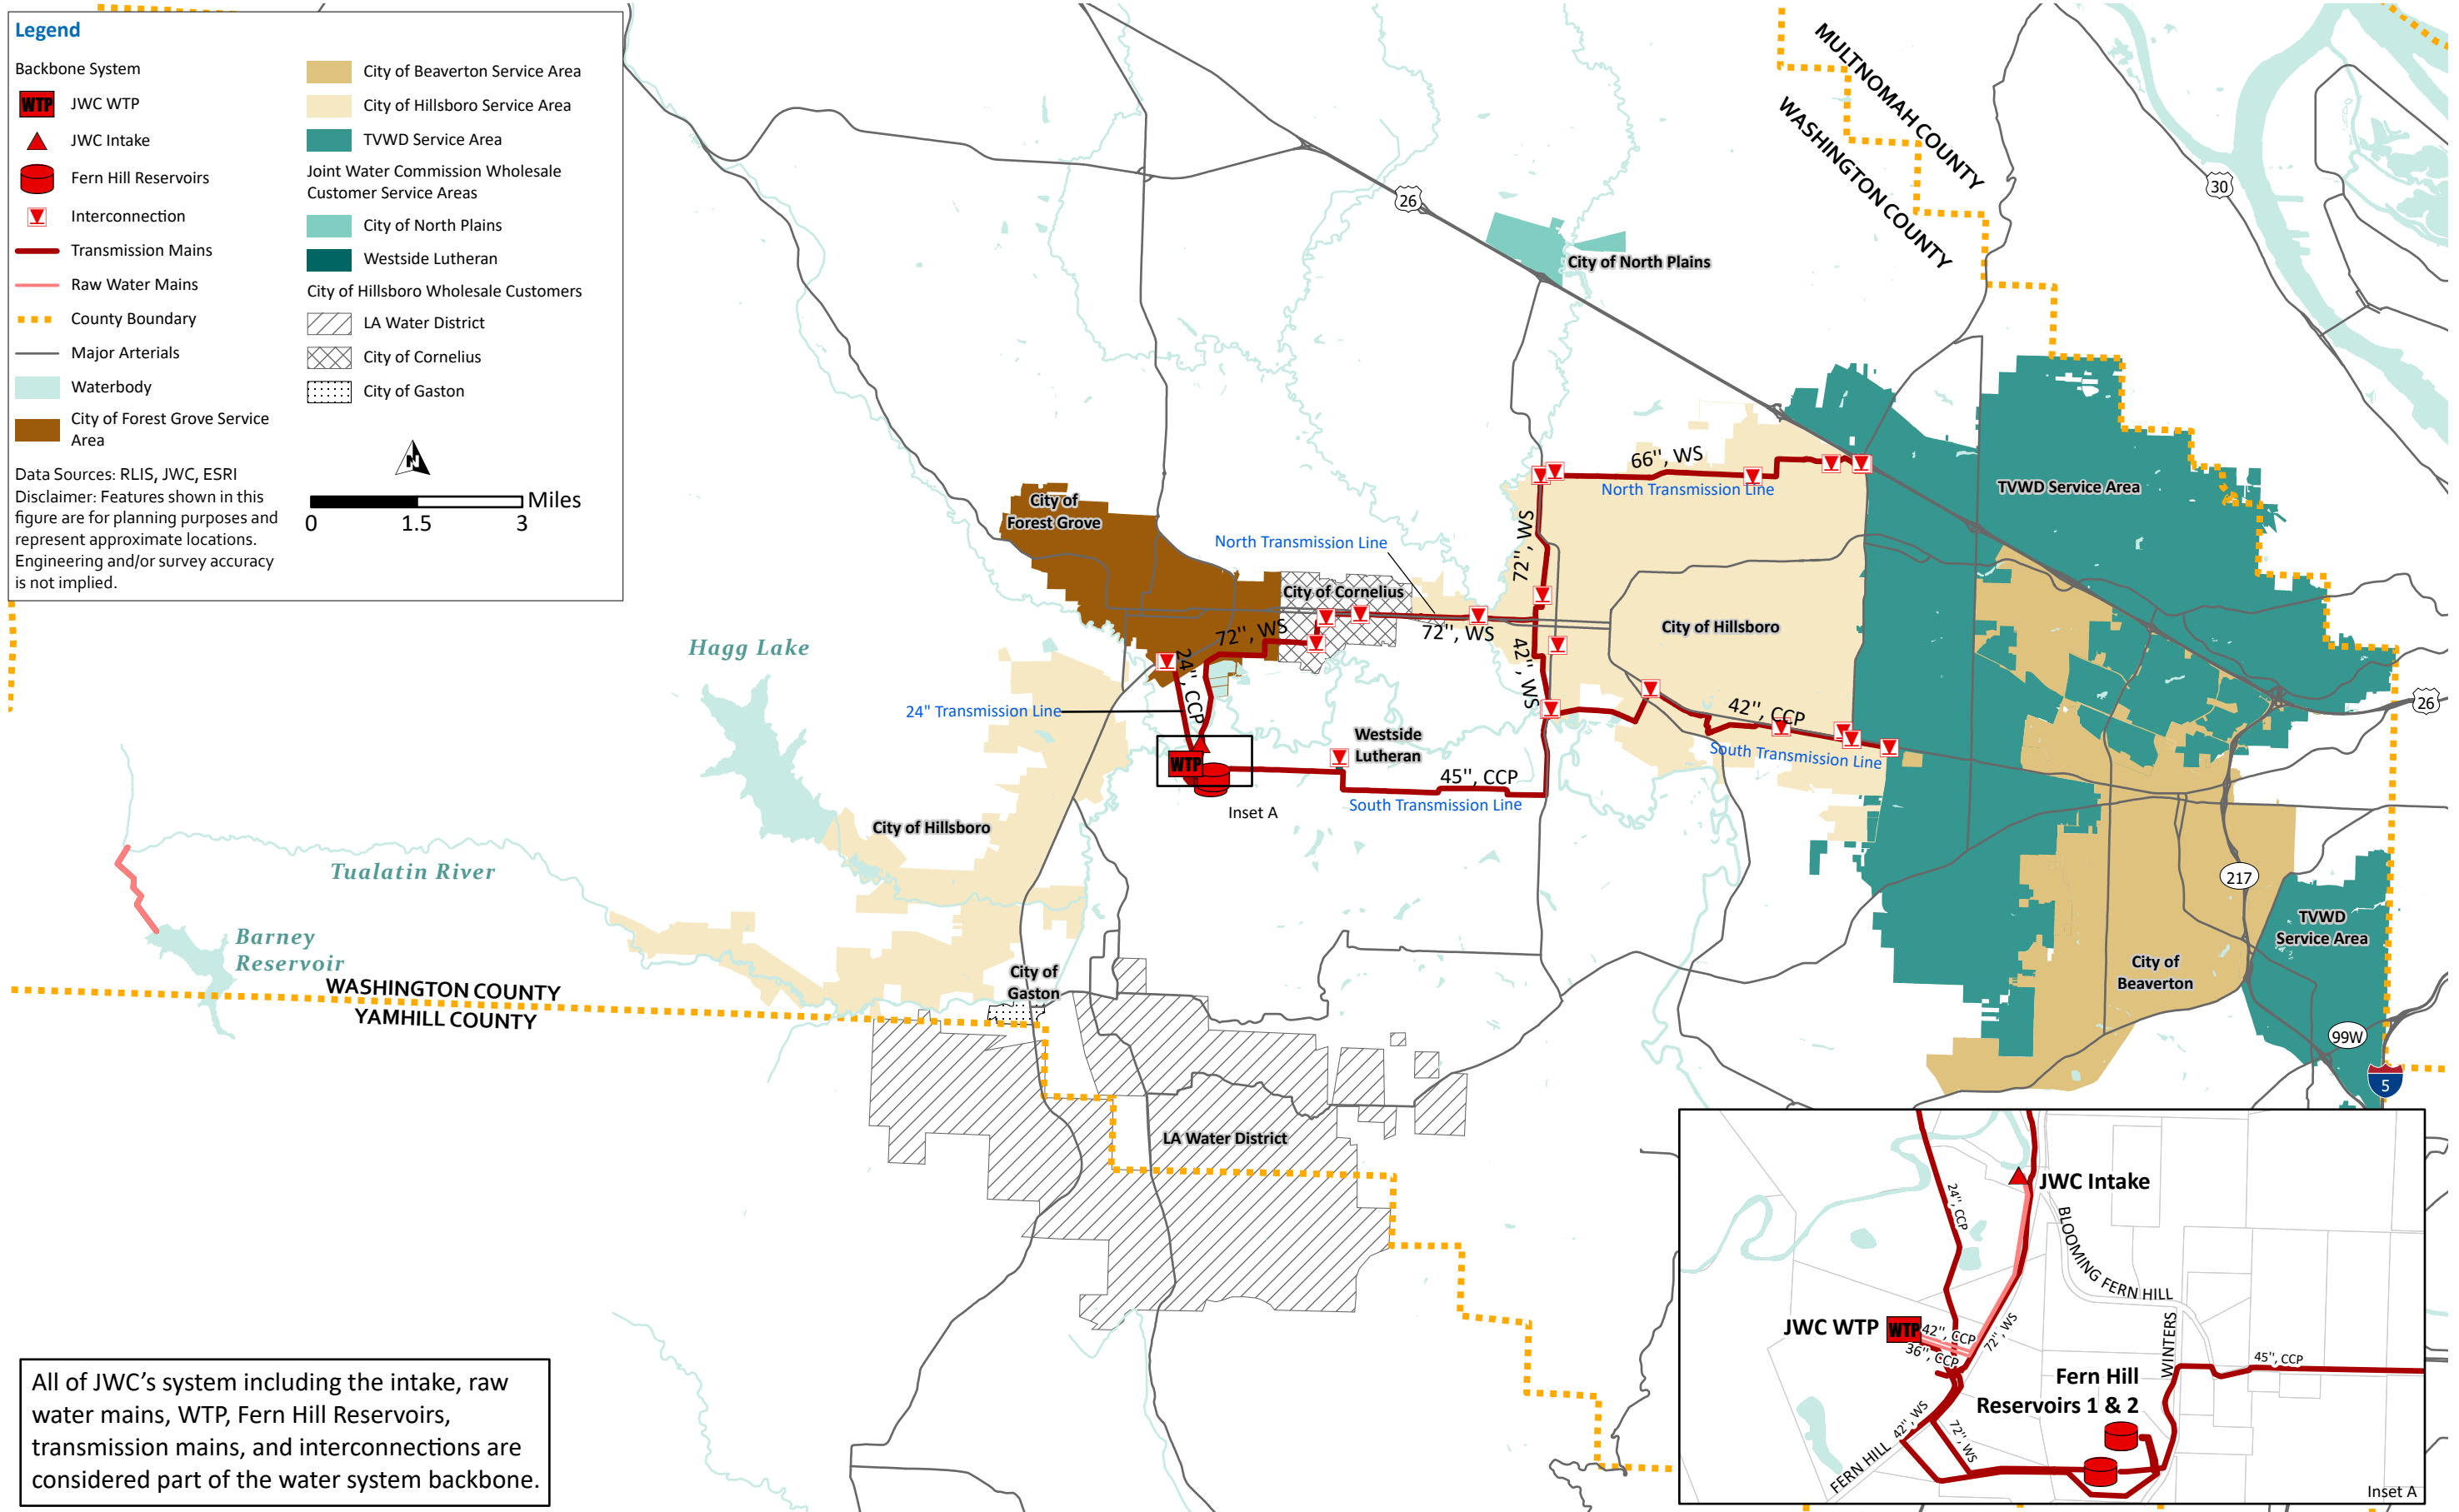 Legend
Backbone System
WTP JWC WTP
JWC Intake
Fern Hill Reservoirs
Interconnection
Transmission Mains
Raw Water Mains
County Boundary
Major Arterials
Waterbody
City of Forest Grove Service
Area
City of Beaverton Service Area
City of Hillsboro Service Area
TVWD Service Area
Joint Water Commission Wholesale
Customer Service Areas
City of North Plains
Westside Lutheran
City of Hillsboro Wholesale Customers
LA Water District
City of Cornelius
City of Gaston
N
0 1.5 3 Miles
Data Sources: RLIS, JWC, ESRI
Disclaimer: Features shown in this
figure are for planning purposes and
represent approximate locations.
Engineering and/or survey accuracy
is not implied.
MULTNOMAH COUNTY
WASHINGTON COUNTY
26
30
City of North Plains
66", WS
North Transmission Line
TVWD Service Area
City of
Forest Grove
North Transmission Line
72", WS
City of Cornelius
72", WS
72", WS
42", WS
City of Hillsboro
Hagg Lake
24", CCP
24" Transmission Line
26
42", CCP
South Transmission Line
Westside
Lutheran
WTP
45", CCP
South Transmission Line
Inset A
City of Hillsboro
Tualatin River
217
TVWD
Service Area
Barney
Reservoir
City of
Gaston
City of
Beaverton
WASHINGTON COUNTY
YAMHILL COUNTY
99W
5
LA Water District
JWC Intake
24", CCP
BLOOMING FERN HILL
JWC WTP
WTP
42", CCP
36", CCP
72", WS
WINTERS
45", CCP
Fern Hill
Reservoirs 1 & 2
42", WS
72", WS
FERN HILL
Inset A
All of JWC's system including the intake, raw
water mains, WTP, Fern Hill Reservoirs,
transmission mains, and interconnections are
considered part of the water system backbone.